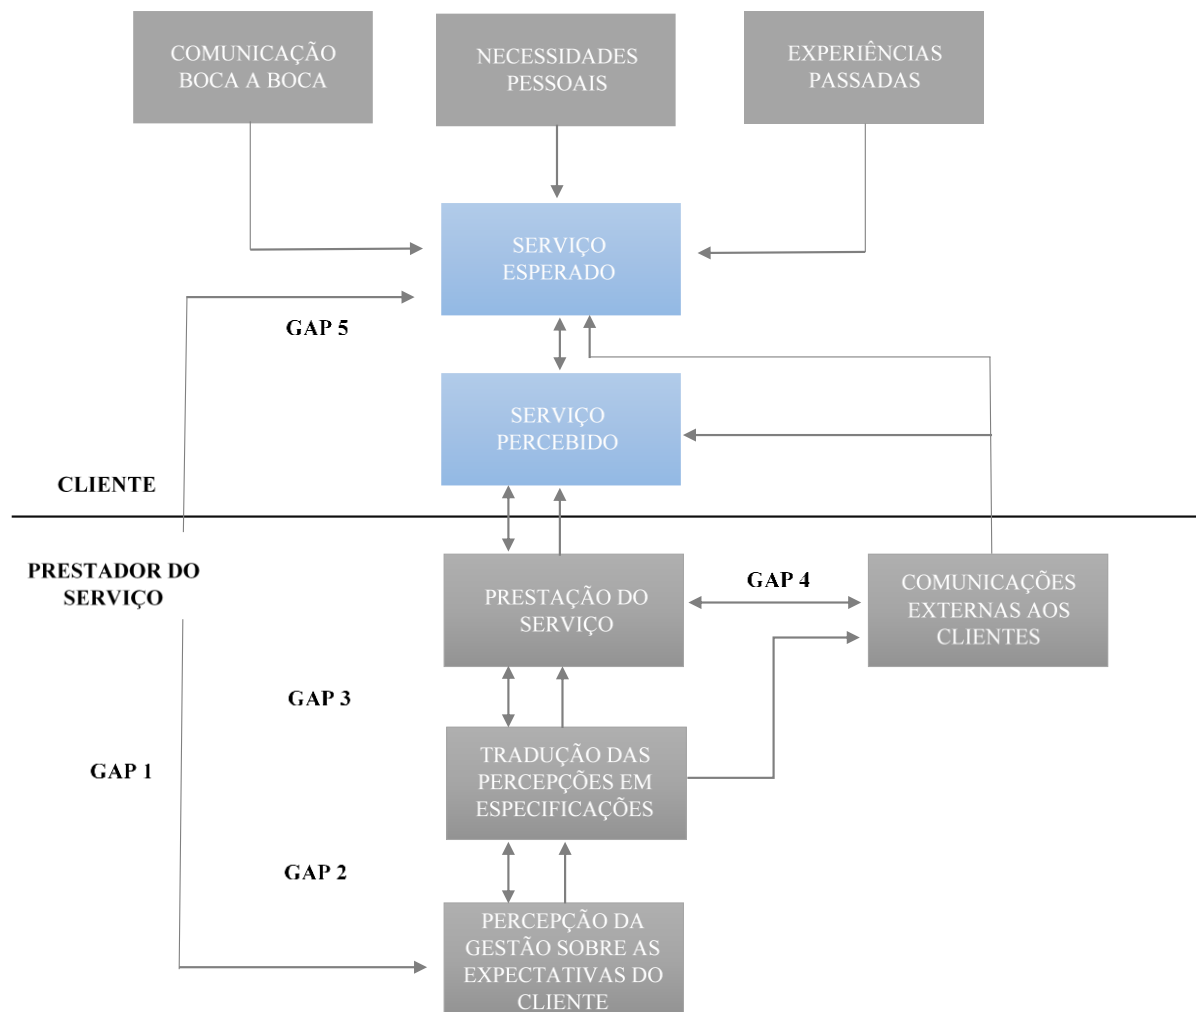 COMUNICAÇÃO
BOCA A BOCA
NECESSIDADES
PESSOAIS
EXPERIÊNCIAS
PASSADAS
SERVIÇO
ESPERADO
GAP 5
SERVIÇO
PERCEBIDO
CLIENTE
PRESTADOR DO
SERVIÇO
PRESTAÇÃO DO
SERVIÇO
GAP 4
COMUNICAÇÕES
EXTERNAS AOS
CLIENTES
GAP 3
TRADUÇÃO DAS
PERCEPÇÕES EM
ESPECIFICAÇÕES
GAP 1
GAP 2
PERCEPÇÃO DA
GESTÃO SOBRE AS
EXPECTATIVAS DO
CLIENTE